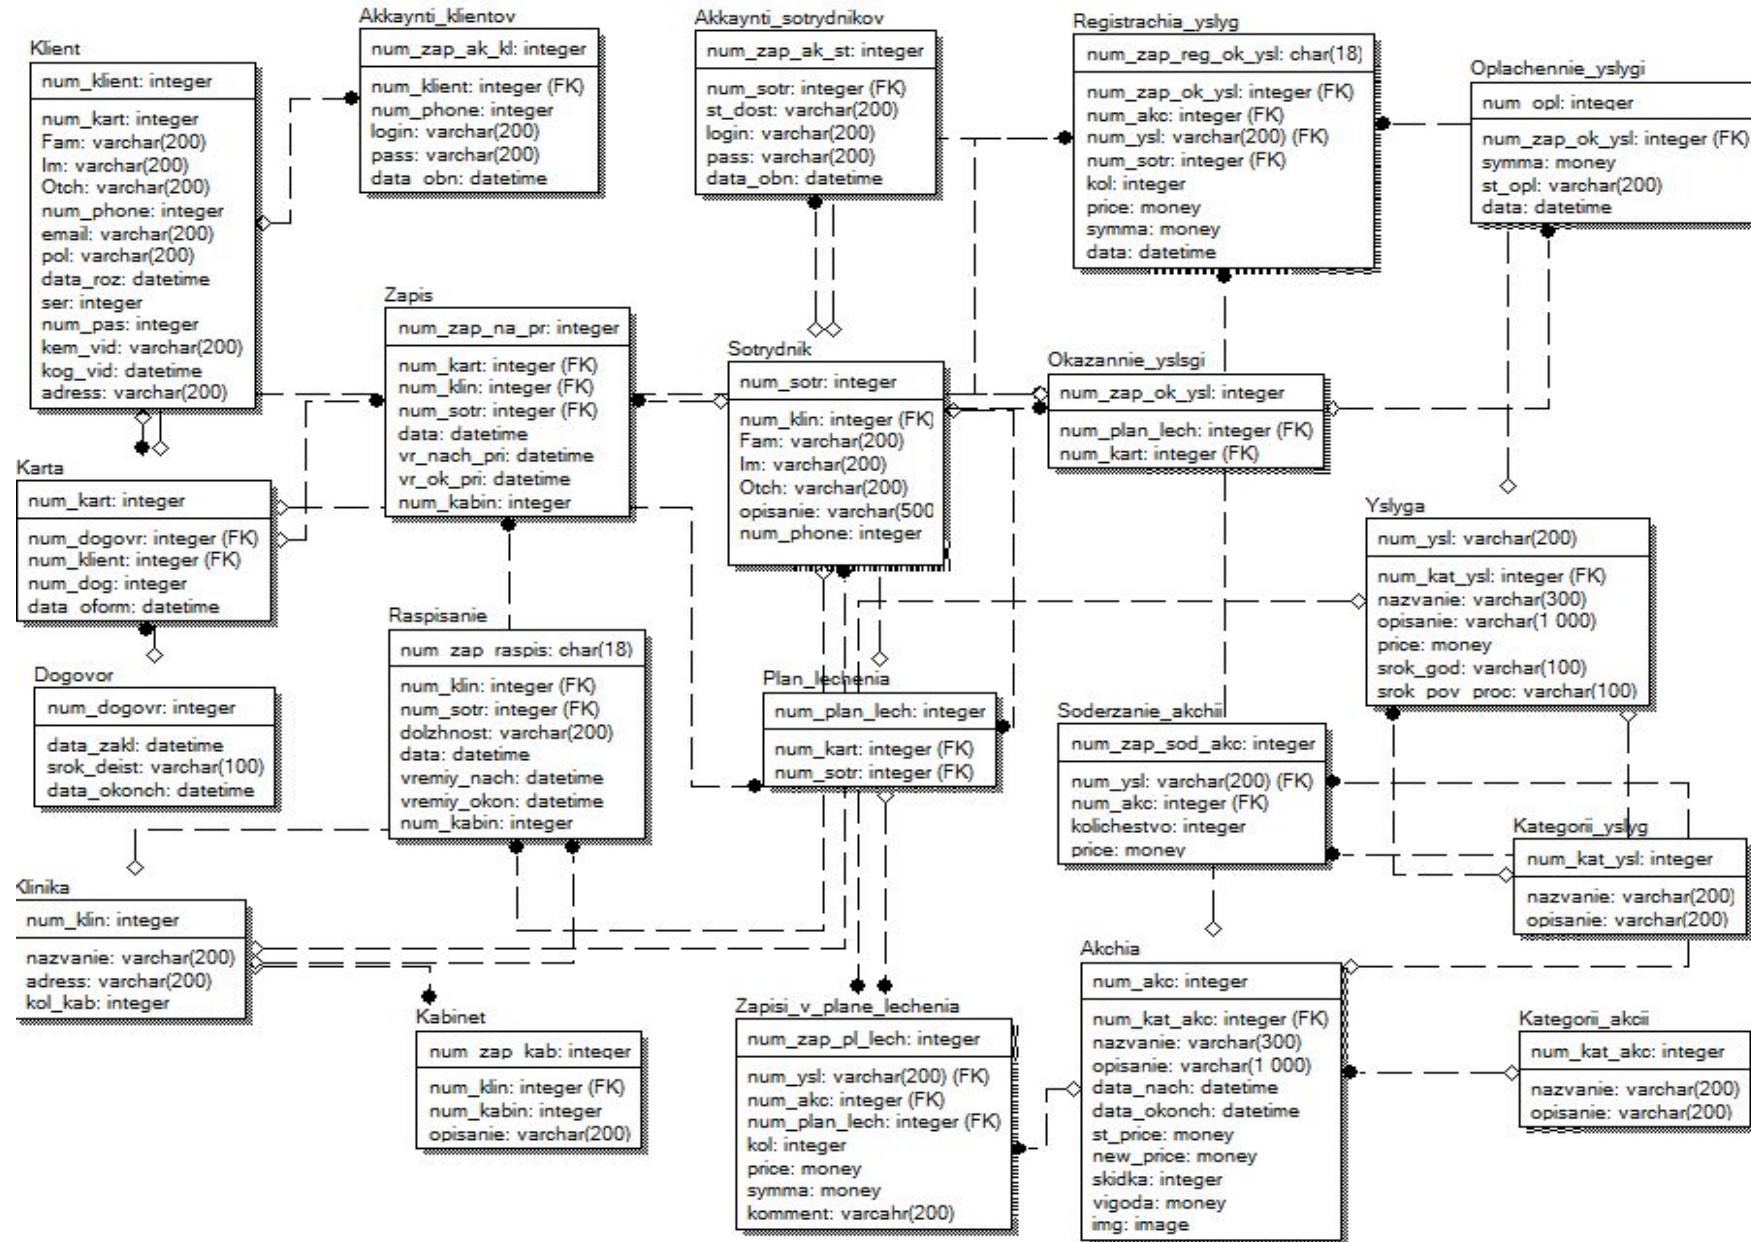 Klient
num_klient: integer
num_kart: integer
Fam: varchar(200)
Im: varchar(200)
Otch: varchar(200)
num_phone: integer
email: varchar(200)
pol: varchar(200)
data_roz: datetime
ser: integer
num_pas: integer
kem_vid: varchar(200)
kog_vid: datetime
adress: varchar(200)
Akkaynti_klientov
num_zap_ak_kl: integer
num_klient: integer (FK)
num_phone: integer
login: varchar(200)
pass: varchar(200)
data_obn: datetime
Akkaynti_sotrydnikov
num_zap_ak_st: integer
num_sotr: integer (FK)
st_dost: varchar(200)
login: varchar(200)
pass: varchar(200)
data_obn: datetime
Registrachia_yslyg
num_zap_reg_ok_ysl: char(18)
num_zap_ok_ysl: integer (FK)
num_akc: integer (FK)
num_ysl: varchar(200) (FK)
num_sotr: integer (FK)
kol: integer
price: money
symma: money
data: datetime
Oplachennie_yslygi
num_opl: integer
num_zap_ok_ysl: integer (FK)
symma: money
st_opl: varchar(200)
data: datetime
Zapis
num_zap_na_pr: integer
num_kart: integer (FK)
num_klin: integer (FK)
num_sotr: integer (FK)
data: datetime
vr_nach_pri: datetime
vr_ok_pri: datetime
num_kabin: integer
Sotrydnik
num_sotr: integer
num_klin: integer (FK)
Fam: varchar(200)
Im: varchar(200)
Otch: varchar(200)
opisanie: varchar(500
num_phone: integer
Okazannie_yslsgi
num_zap_ok_ysl: integer
num_plan_lech: integer (FK)
num_kart: integer (FK)
Karta
num_kart: integer
num_dogovr: integer (FK)
num_klient: integer (FK)
num_dog: integer
data_oform: datetime
Yslyga
num_ysl: varchar(200)
num_kat_ysl: integer (FK)
nazvanie: varchar(300)
opisanie: varchar(1 000)
price: money
srok_god: varchar(100)
srok_pov_proc: varchar(100)
Raspisanie
num_zap_raspis: char(18)
num_klin: integer (FK)
num_sotr: integer (FK)
dolzhnost: varchar(200)
data: datetime
vremiy_nach: datetime
vremiy_okon: datetime
num_kabin: integer
Dogovor
num_dogovr: integer
data_zakl: datetime
srok_deist: varchar(100)
data_okonch: datetime
Plan_lechenia
num_plan_lech: integer
num_kart: integer (FK)
num_sotr: integer (FK)
Soderzanie_akchii
num_zap_sod_akc: integer
num_ysl: varchar(200) (FK)
num_akc: integer (FK)
kolichestvo: integer
price: money
Kategorii_yslyg
num_kat_ysl: integer
nazvanie: varchar(200)
opisanie: varchar(200)
Klinika
num_klin: integer
nazvanie: varchar(200)
adress: varchar(200)
kol_kab: integer
Kabinet
num_zap_kab: integer
num_klin: integer (FK)
num_kabin: integer
opisanie: varchar(200)
Zapisi_v_plane_lechenia
num_zap_pl_lech: integer
num_ysl: varchar(200) (FK)
num_akc: integer (FK)
num_plan_lech: integer (FK)
kol: integer
price: money
symma: money
komment: varcahr(200)
Akchia
num_akc: integer
num_kat_akc: integer (FK)
nazvanie: varchar(300)
opisanie: varchar(1 000)
data_nach: datetime
data_okonch: datetime
st_price: money
new_price: money
skidka: integer
vigoda: money
img: image
Kategorii_akcii
num_kat_akc: integer
nazvanie: varchar(200)
opisanie: varchar(200)